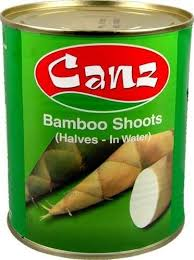 Canz
Bamboo Shoots
(Halves - In Water)